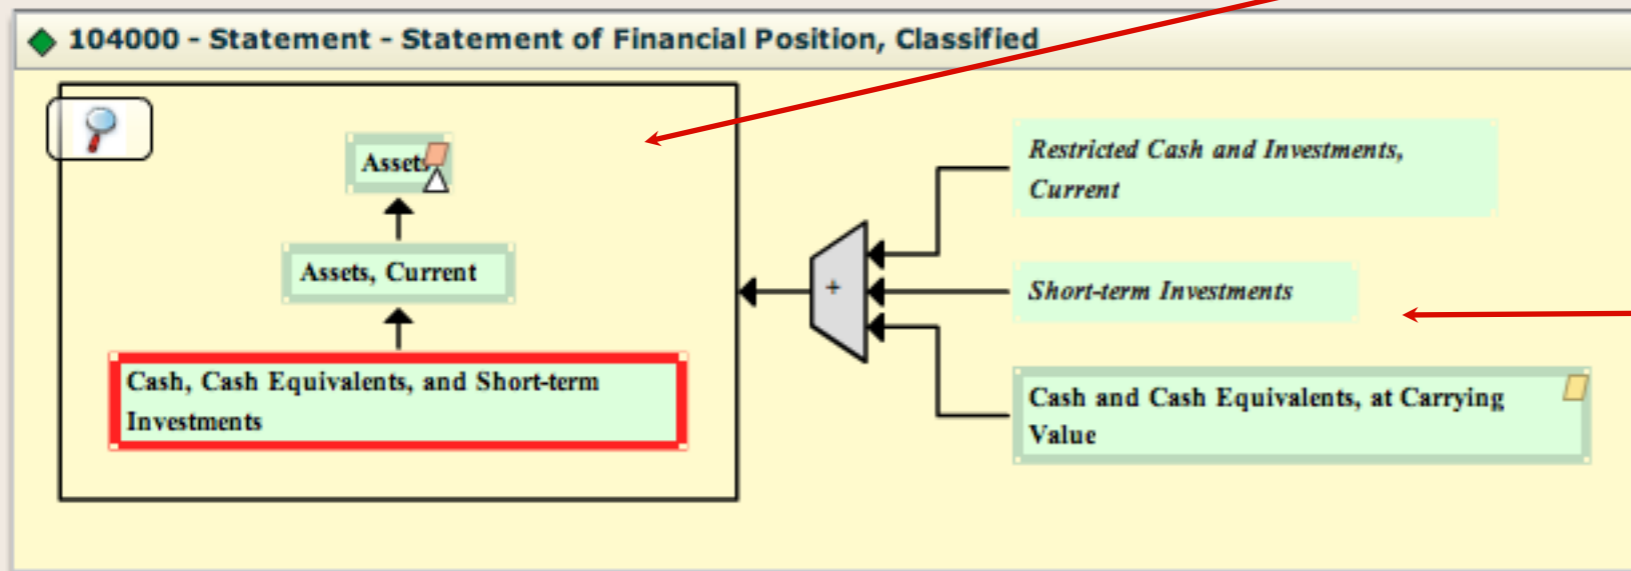 104000 - Statement - Statement of Financial Position, Classified
Assets
Assets, Current
Cash, Cash Equivalents, and Short-term
Investments
+
Restricted Cash and Investments,
Current
Short-term Investments
Cash and Cash Equivalents, at Carrying
Value